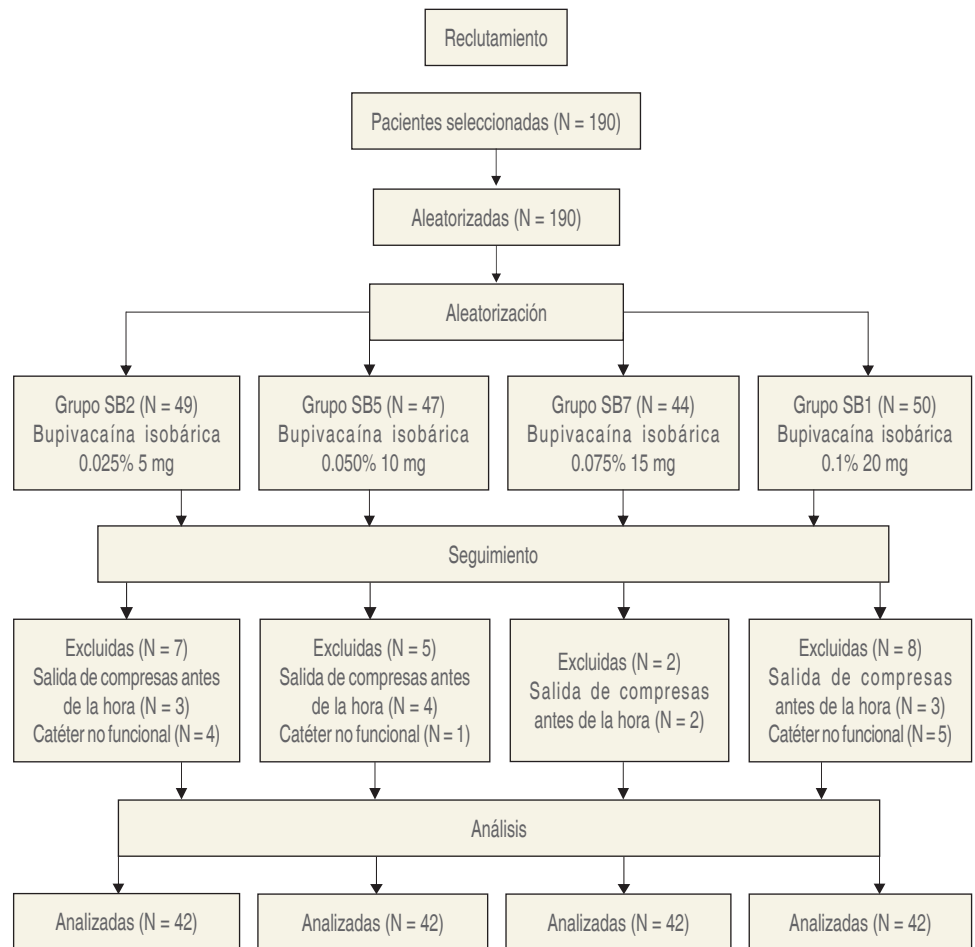 Reclutamiento
Pacientes seleccionadas (N = 190)
Aleatorizadas (N = 190)
Aleatorización
Grupo SB2 (N = 49)
Bupivacaína isobárica
0.025% 5 mg
Grupo SB5 (N = 47)
Bupivacaína isobárica
0.050% 10 mg
Grupo SB7 (N = 44)
Bupivacaína isobárica
0.075% 15 mg
Grupo SB1 (N = 50)
Bupivacaína isobárica
0.1% 20 mg
Seguimiento
Excluidas (N = 7)
Salida de compresas antes
de la hora (N = 3)
Catéter no funcional (N = 4)
Excluidas (N = 5)
Salida de compresas antes
de la hora (N = 4)
Catéter no funcional (N = 1)
Excluidas (N = 2)
Salida de compresas
antes de la hora (N = 2)
Excluidas (N = 8)
Salida de compresas
antes de la hora (N = 3)
Catéter no funcional (N = 5)
Análisis
Analizadas (N = 42)
Analizadas (N = 42)
Analizadas (N = 42)
Analizadas (N = 42)